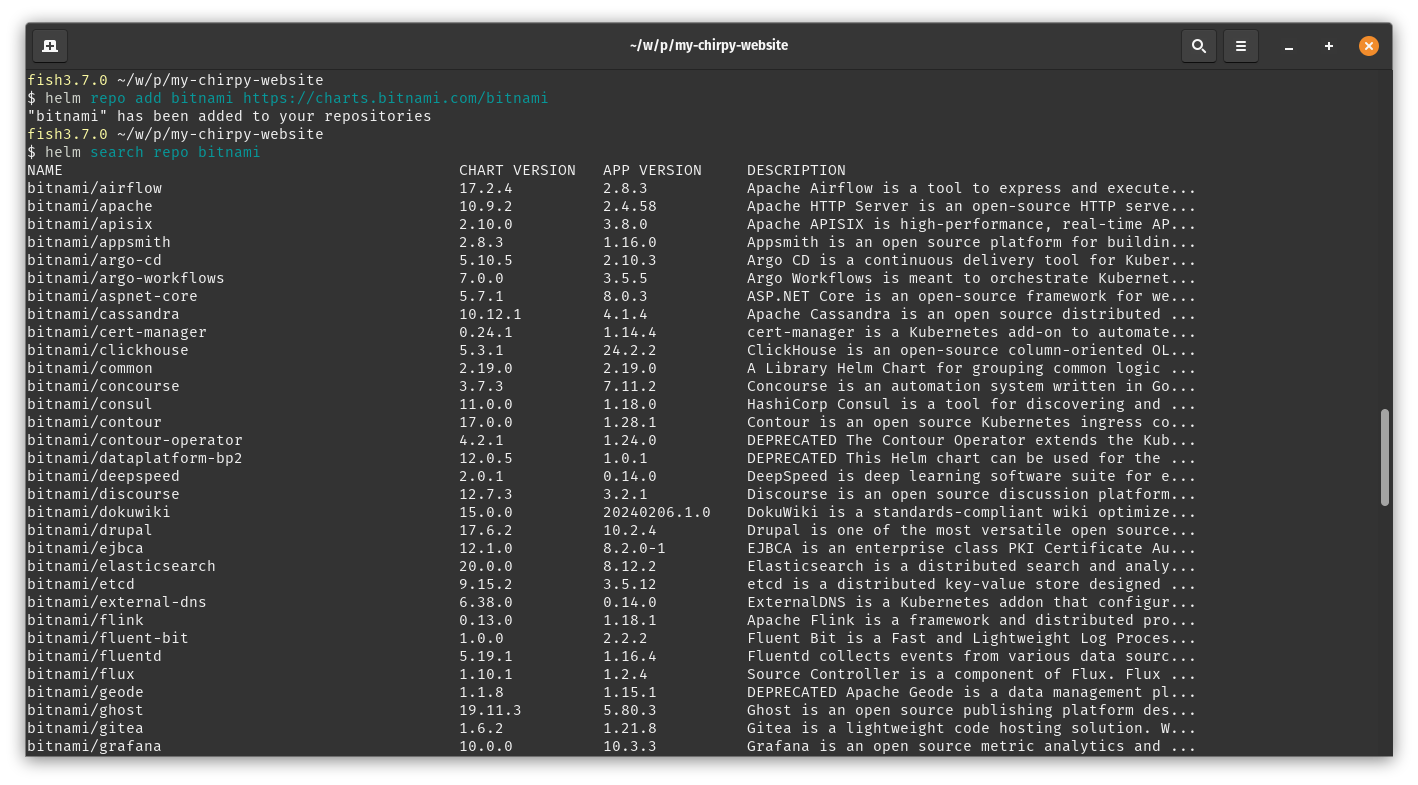 ~/w/p/my-chirpy-website
fish3.7.0 ~/w/p/my-chirpy-website
$ helm repo add bitnami https://charts.bitnami.com/bitnami
"bitnami" has been added to your repositories
fish3.7.0 ~/w/p/my-chirpy-website
$ helm search repo bitnami
NAME CHART VERSION APP VERSION DESCRIPTION
bitnami/airflow 17.2.4 2.8.3 Apache Airflow is a tool to express and execute...
bitnami/apache 10.9.2 2.4.58 Apache HTTP Server is an open-source HTTP serve...
bitnami/apisix 2.10.0 3.8.0 Apache APISIX is high-performance, real-time AP...
bitnami/appsmith 2.8.3 1.16.0 Appsmith is an open source platform for buildin...
bitnami/argo-cd 5.10.5 2.10.3 Argo CD is a continuous delivery tool for Kuber...
bitnami/argo-workflows 7.0.0 3.5.5 Argo Workflows is meant to orchestrate Kubernet...
bitnami/aspnet-core 5.7.1 8.0.3 ASP.NET Core is an open-source framework for we...
bitnami/cassandra 10.12.1 4.1.4 Apache Cassandra is an open source distributed ...
bitnami/cert-manager 0.24.1 1.14.4 cert-manager is a Kubernetes add-on to automate...
bitnami/clickhouse 5.3.1 24.2.2 ClickHouse is an open-source column-oriented OL...
bitnami/common 2.19.0 2.19.0 A Library Helm Chart for grouping common logic ...
bitnami/concourse 3.7.3 7.11.2 Concourse is an automation system written in Go...
bitnami/consul 11.0.0 1.18.0 HashiCorp Consul is a tool for discovering and ...
bitnami/contour 17.0.0 1.28.1 Contour is an open source Kubernetes ingress co...
bitnami/contour-operator 4.2.1 1.24.0 DEPRECATED The Contour Operator extends the Kub...
bitnami/dataplatform-bp2 12.0.5 1.0.1 DEPRECATED This Helm chart can be used for the ...
bitnami/deepspeed 2.0.1 0.14.0 DeepSpeed is deep learning software suite for e...
bitnami/discourse 12.7.3 3.2.1 Discourse is an open source discussion platform...
bitnami/dokuwiki 15.0.0 20240206.1.0 DokuWiki is a standards-compliant wiki optimize...
bitnami/drupal 17.6.2 10.2.4 Drupal is one of the most versatile open source...
bitnami/ejbca 12.1.0 8.2.0-1 EJBCA is an enterprise class PKI Certificate Au...
bitnami/elasticsearch 20.0.0 8.12.2 Elasticsearch is a distributed search and analy...
bitnami/etcd 9.15.2 3.5.12 etcd is a distributed key-value store designed ...
bitnami/external-dns 6.38.0 0.14.0 ExternalDNS is a Kubernetes addon that configur...
bitnami/flink 0.13.0 1.18.1 Apache Flink is a framework and distributed pro...
bitnami/fluent-bit 1.0.0 2.2.2 Fluent Bit is a Fast and Lightweight Log Proces...
bitnami/fluentd 5.19.1 1.16.4 Fluentd collects events from various data sourc...
bitnami/flux 1.10.1 1.2.4 Source Controller is a component of Flux. Flux ...
bitnami/geode 1.1.8 1.15.1 DEPRECATED Apache Geode is a data management pl...
bitnami/ghost 19.11.3 5.80.3 Ghost is an open source publishing platform des...
bitnami/gitea 1.6.2 1.21.8 Gitea is a lightweight code hosting solution. W...
bitnami/grafana 10.0.0 10.3.3 Grafana is an open source metric analytics and ...